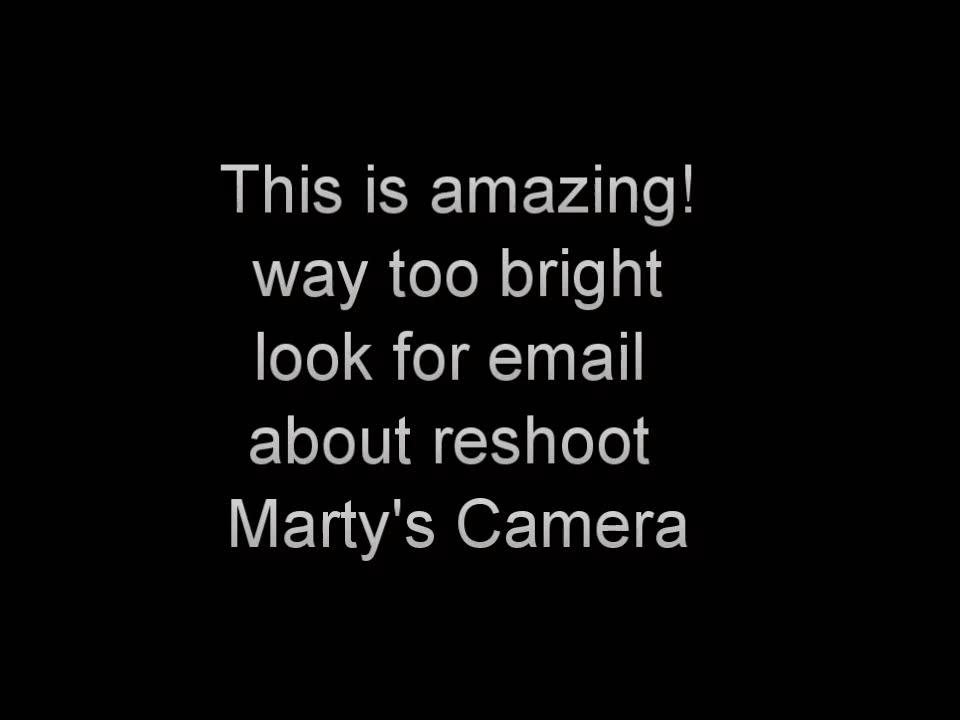 This is amazing!
way too bright
look for email
about reshoot
Marty's Camera